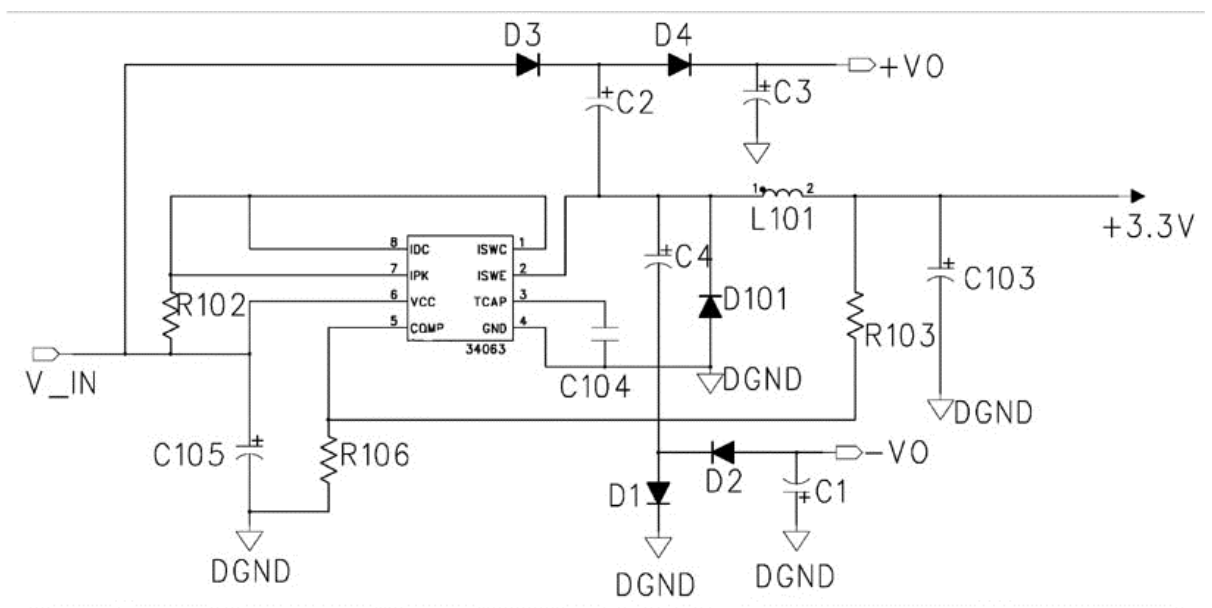 D3
D4
+VO
+
C2
+
C3
1
2
L101
+3.3V
8
IDC
ISWC
1
7
IPK
ISWE
2
6
VCC
TCAP
3
5
COMP
GND
4
34063
+
C4
+
C103
R102
D101
R103
V_IN
C104
DGND
DGND
+
C105
R106
D1
D2
-VO
+
C1
DGND
DGND
DGND